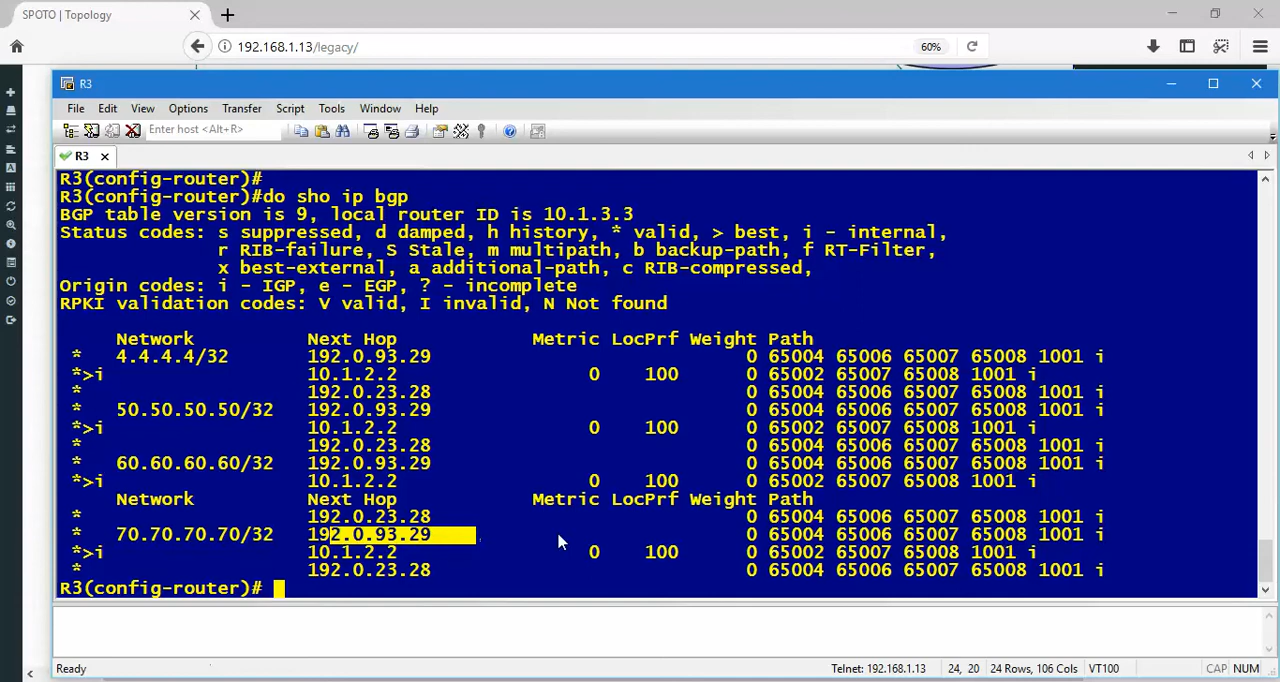 SPOTO | Topology
192.168.1.13/legacy/
60%
R3
File Edit View Options Transfer Script Tools Window Help
Enter host <Alt+R>
R3
R3(config-router)#
R3(config-router)#do sho ip bgp
BGP table version is 9, local router ID is 10.1.3.3
Status codes: s suppressed, d damped, h history, * valid, > best, i - internal,
r RIB-failure, S Stale, m multipath, b backup-path, f RT-Filter,
x best-external, a additional-path, c RIB-compressed,
Origin codes: i - IGP, e - EGP, ? - incomplete
RPKI validation codes: V valid, I invalid, N Not found
Network Next Hop Metric LocPrf Weight Path
* 4.4.4.4/32 192.0.93.29 0 65004 65006 65007 65008 1001 i
*>i 10.1.2.2 0 100 0 65002 65007 65008 1001 i
* 192.0.23.28 0 65004 65006 65007 65008 1001 i
* 50.50.50.50/32 192.0.93.29 0 65004 65006 65007 65008 1001 i
*>i 10.1.2.2 0 100 0 65002 65007 65008 1001 i
* 192.0.23.28 0 65004 65006 65007 65008 1001 i
* 60.60.60.60/32 192.0.93.29 0 65004 65006 65007 65008 1001 i
*>i 10.1.2.2 0 100 0 65002 65007 65008 1001 i
Network Next Hop Metric LocPrf Weight Path
* 192.0.23.28 0 65004 65006 65007 65008 1001 i
* 70.70.70.70/32 192.0.93.29 0 65004 65006 65007 65008 1001 i
*>i 10.1.2.2 0 100 0 65002 65007 65008 1001 i
* 192.0.23.28 0 65004 65006 65007 65008 1001 i
R3(config-router)#
Ready Telnet: 192.168.1.13 24, 20 24 Rows, 106 Cols VT100 CAP NUM